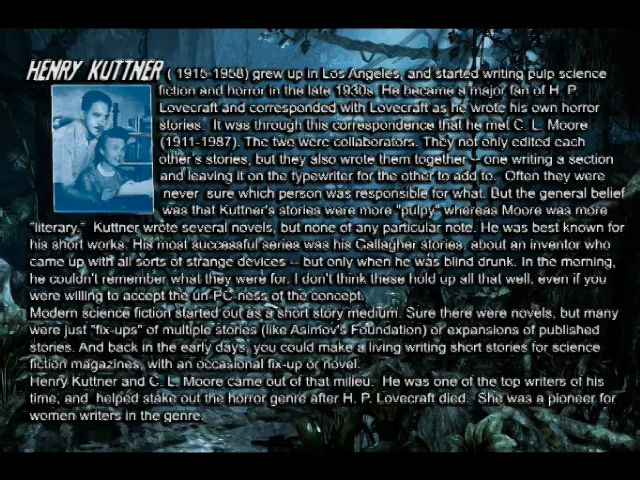 HENRY KUTTNER ( 1915-1958) grew up in Los Angeles, and started writing pulp science
fiction and horror in the late 1930s. He became a major fan of H. P.
Lovecraft and corresponded with Lovecraft as he wrote his own horror
stories. It was through this correspondence that he met C. L. Moore
(1911-1987). The two were collaborators. They not only edited each
other's stories, but they also wrote them together -- one writing a section
and leaving it on the typewriter for the other to add to. Often they were
never sure which person was responsible for what. But the general belief
was that Kuttner's stories were more "pulpy" whereas Moore was more
"literary." Kuttner wrote several novels, but none of any particular note. He was best known for
his short works. His most successful series was his Gallagher stories, about an inventor who
came up with all sorts of strange devices -- but only when he was blind drunk. In the morning,
he couldn't remember what they were for. I don't think these hold up all that well, even if you
were willing to accept the un-PC-ness of the concept.
Modern science fiction started out as a short story medium. Sure there were novels, but many
were just "fix-ups" of multiple stories (like Asimov's Foundation) or expansions of published
stories. And back in the early days, you could make a living writing short stories for science
fiction magazines, with an occasional fix-up or novel.
Henry Kuttner and C. L. Moore came out of that milieu. He was one of the top writers of his
time, and helped stake out the horror genre after H. P. Lovecraft died. She was a pioneer for
women writers in the genre.